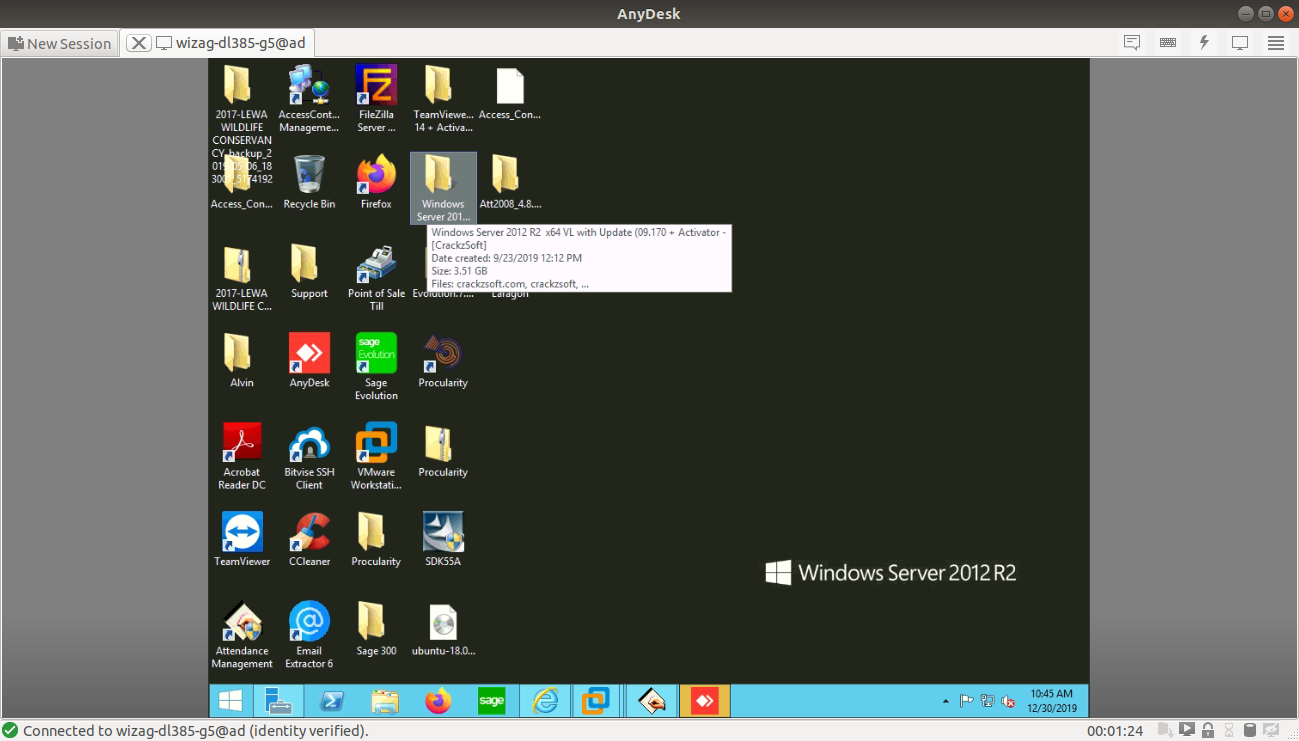 AnyDesk
New Session
wizag-dl385-g5@ad
2017-LEWA
WILDLIFE
CONSERVAN
CY_backup_2
AccessCont...
Manageme...
FileZilla
Server ...
TeamViewe...
14 + Activa...
Access_Con...
Access_Con...
Recycle Bin
Firefox
Windows
Server 201...
Att2008_4.8....
Windows Server 2012 R2 x64 VL with Update (09.170 + Activator -
[CrackzSoft]
Date created: 9/23/2019 12:12 PM
Size: 3.51 GB
Files: crackzsoft.com, crackzsoft, ...
2017-LEWA
WILDLIFE C...
Support
Point of Sale
Till
Evolution.7....
Laragon
Alvin
AnyDesk
sage
Evolution
Sage
Evolution
Procularity
Acrobat
Reader DC
Bitvise SSH
Client
VMware
Workstati...
Procularity
TeamViewer
CCleaner
Procularity
SDK55A
Windows Server 2012 R2
Attendance
Management
Email
Extractor 6
Sage 300
ubuntu-18.0...
sage
10:45 AM
12/30/2019
Connected to wizag-dl385-g5@ad (identity verified).
00:01:24